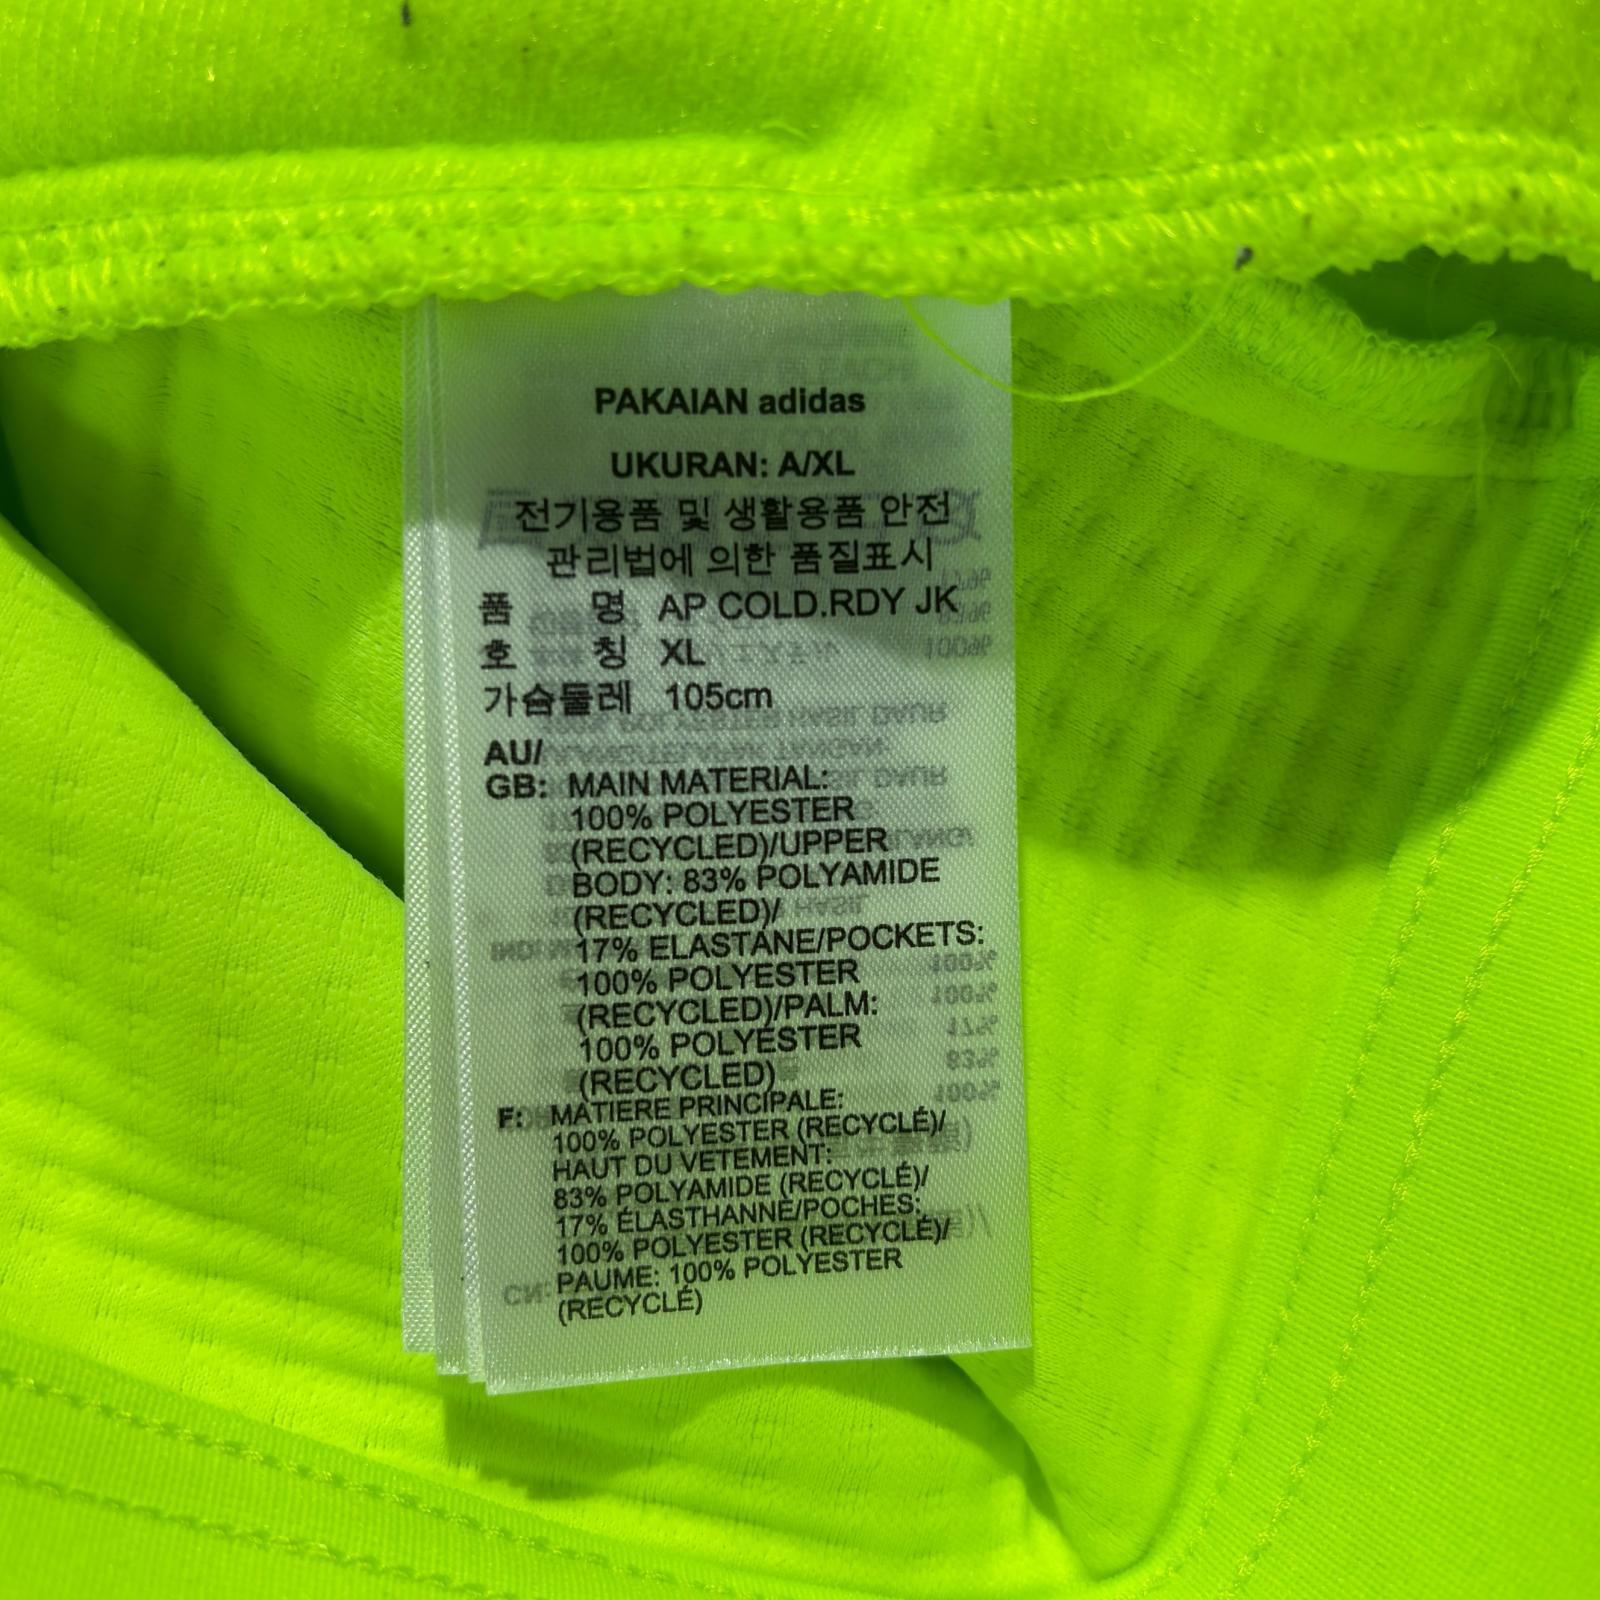 PAKAIAN adidas
UKURAN: A/XL
전기용품 및 생활용품 안전
관리법에 의한 품질표시
품 명 AP COLD.RDY JK
호 칭 XL
가슴둘레 105cm
AU/
GB: MAIN MATERIAL:
100% POLYESTER
(RECYCLED)/UPPER
BODY: 83% POLYAMIDE
(RECYCLED)/
17% ELASTANE/POCKETS:
100% POLYESTER
(RECYCLED)/PALM:
100% POLYESTER
(RECYCLED)
F: MATIERE PRINCIPALE:
100% POLYESTER (RECYCLÉ)/
HAUT DU VETEMENT:
83% POLYAMIDE (RECYCLÉ)/
17% ÉLASTHANNE/POCHES:
100% POLYESTER (RECYCLÉ)/
PAUME: 100% POLYESTER
(RECYCLÉ)